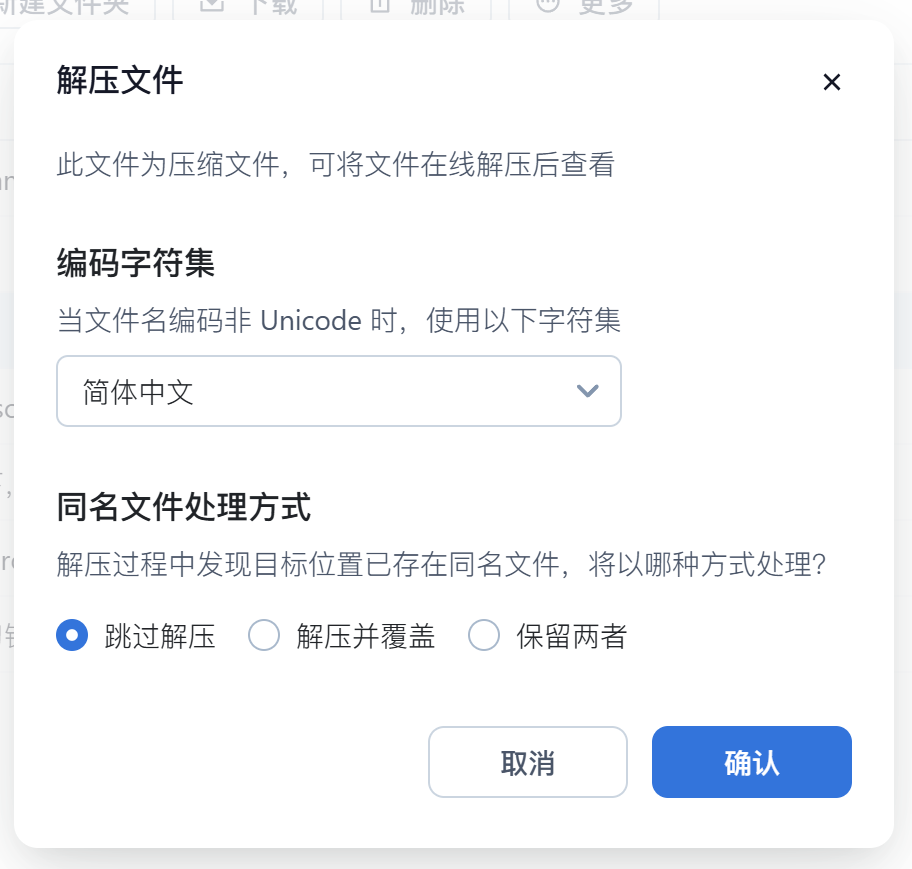 新建文件夹 下载 删除 更多
解压文件
此文件为压缩文件，可将文件在线解压后查看
编码字符集
当文件名编码非 Unicode 时，使用以下字符集
简体中文
同名文件处理方式
解压过程中发现目标位置已存在同名文件，将以哪种方式处理？
跳过解压 解压并覆盖 保留两者
取消 确认